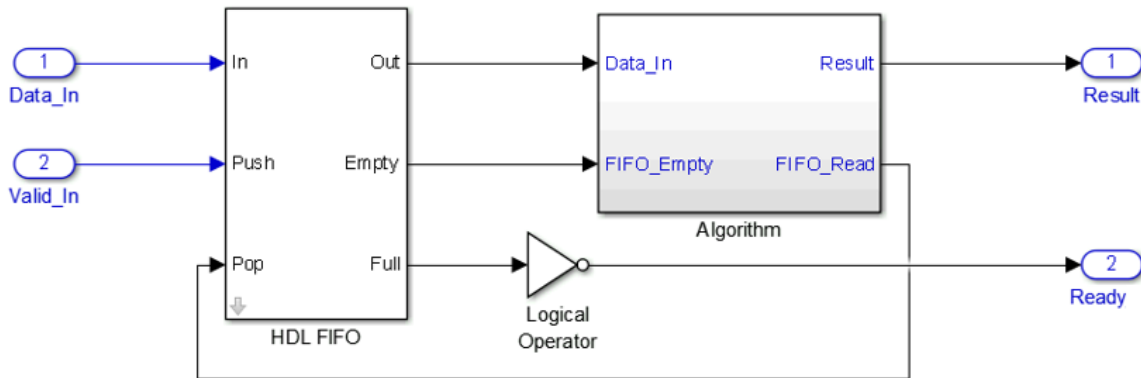 1
Data_In
2
Valid_In
In
Out
Push
Empty
Pop
Full
HDL FIFO
Data_In
Result
FIFO_Empty
FIFO_Read
Algorithm
Logical
Operator
1
Result
2
Ready